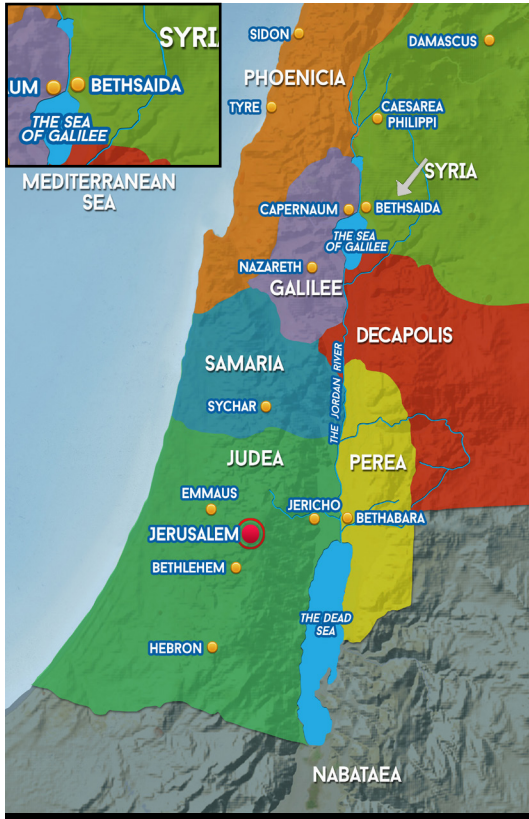 SYRI
UM
BETHSAIDA
THE SEA
OF GALILEE
MEDITERRANEAN
SEA
SIDON
DAMASCUS
PHOENICIA
TYRE
CAESAREA
PHILIPPI
SYRIA
CAPERNAUM
BETHSAIDA
THE SEA
OF GALILEE
NAZARETH
GALILEE
DECAPOLIS
THE JORDAN RIVER
SAMARIA
SYCHAR
JUDEA
PEREA
EMMAUS
JERICHO
BETHABARA
JERUSALEM
BETHLEHEM
THE DEAD
SEA
HEBRON
NABATAEA